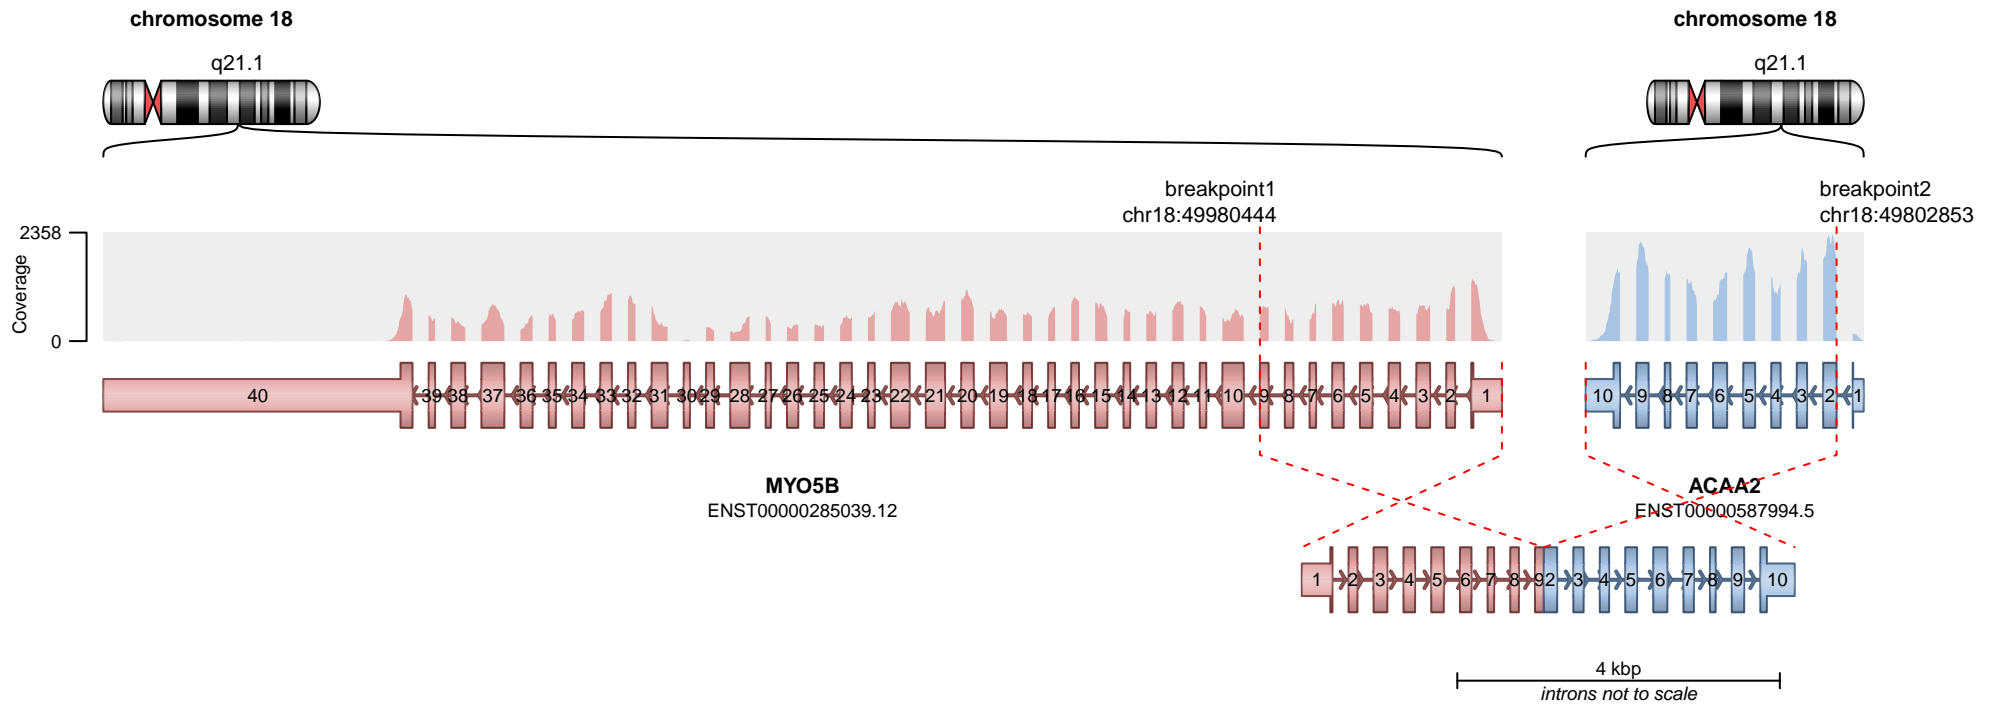 chromosome 18
chromosome 18
q21.1
q21.1
breakpoint1
chr18:49980444
breakpoint2
chr18:49802853
2358
Coverage
0
40 39 38 37 36 35 34 33 32 31 30 29 28 27 26 25 24 23 22 21 20 19 18 17 16 15 14 13 12 11 10 9 8 7 6 5 4 3 2 1
10 9 8 7 6 5 4 3 2 1
MYO5B
ENST00000285039.12
ACAA2
ENST00000587994.5
1 2 3 4 5 6 7 8 9 2 3 4 5 6 7 8 9 10
4 kbp
introns not to scale